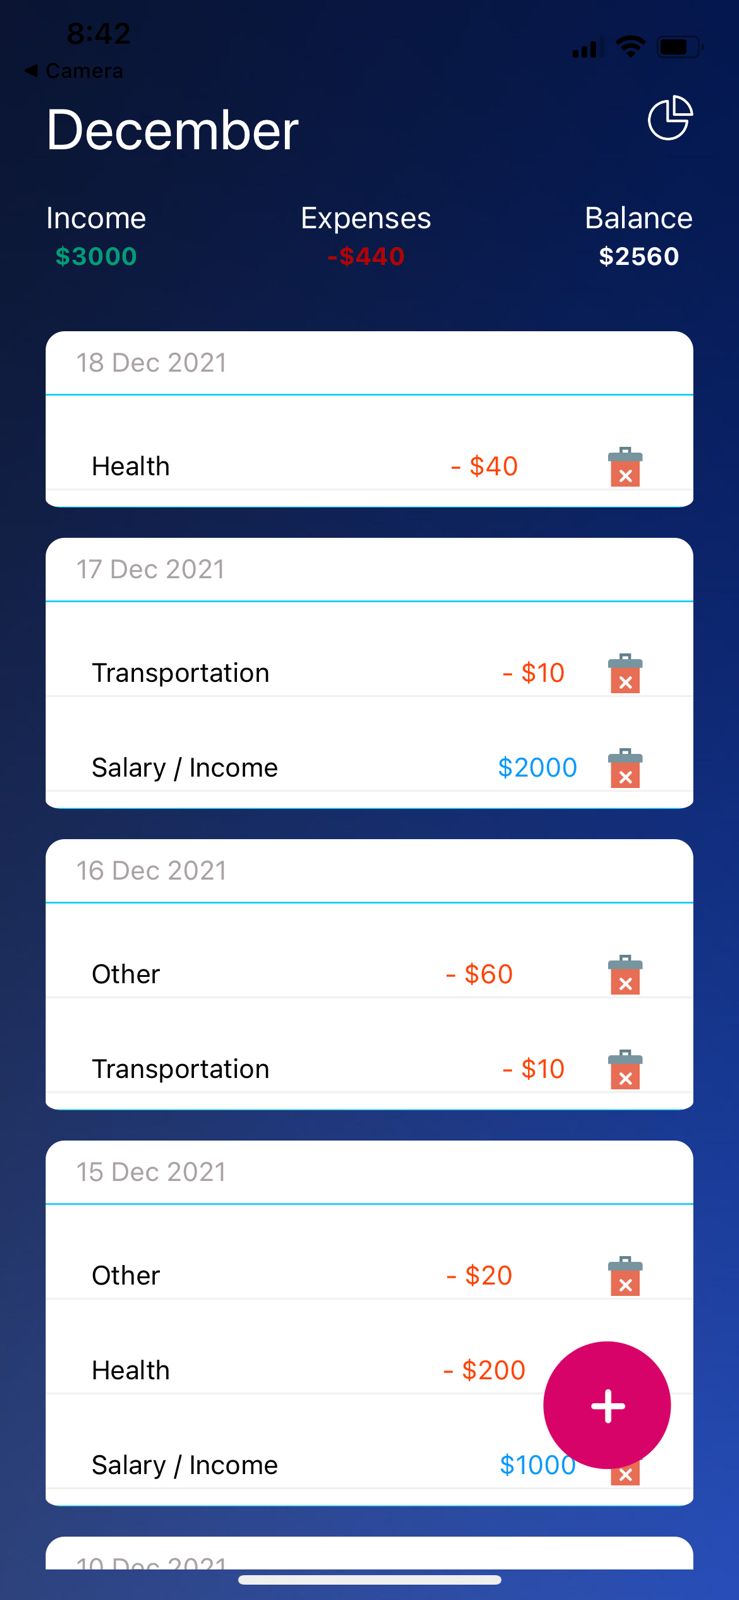 8:42
◀ Camera
December
Income Expenses Balance
$3000 -$440 $2560
18 Dec 2021
Health - $40
17 Dec 2021
Transportation - $10
Salary / Income $2000
16 Dec 2021
Other - $60
Transportation - $10
15 Dec 2021
Other - $20
Health - $200
+
Salary / Income $1000
10 Dec 2021